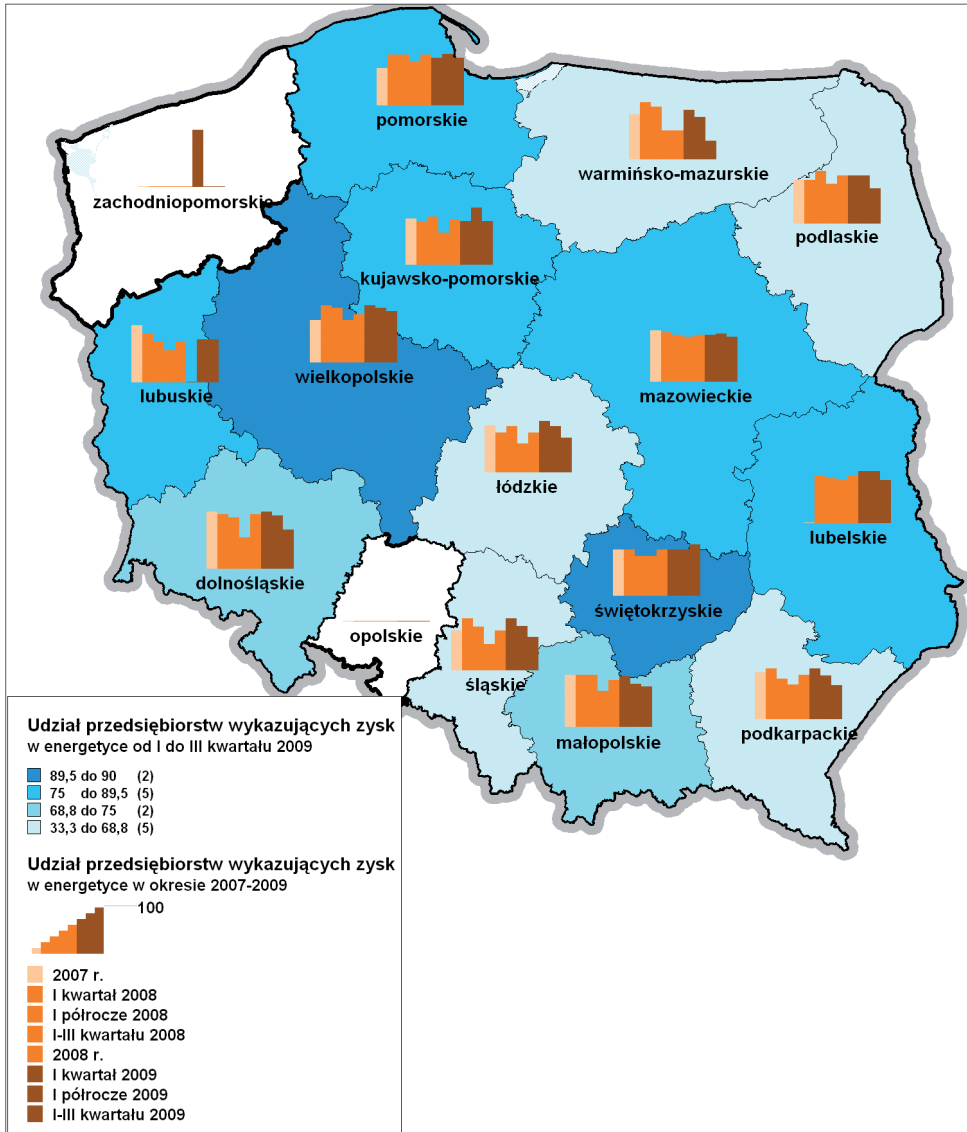 pomorskie
warmińsko-mazurskie
zachodniopomorskie
podlaskie
kujawsko-pomorskie
wielkopolskie
lubuskie
mazowieckie
łódzkie
lubelskie
dolnośląskie
świętokrzyskie
opolskie
śląskie
małopolskie
podkarpackie
Udział przedsiębiorstw wykazujących zysk
w energetyce od I do III kwartału 2009
89,5 do 90 (2)
75 do 89,5 (5)
68,8 do 75 (2)
33,3 do 68,8 (5)
Udział przedsiębiorstw wykazujących zysk
w energetyce w okresie 2007-2009
100
2007 r.
I kwartał 2008
I półrocze 2008
I-III kwartału 2008
2008 r.
I kwartał 2009
I półrocze 2009
I-III kwartału 2009